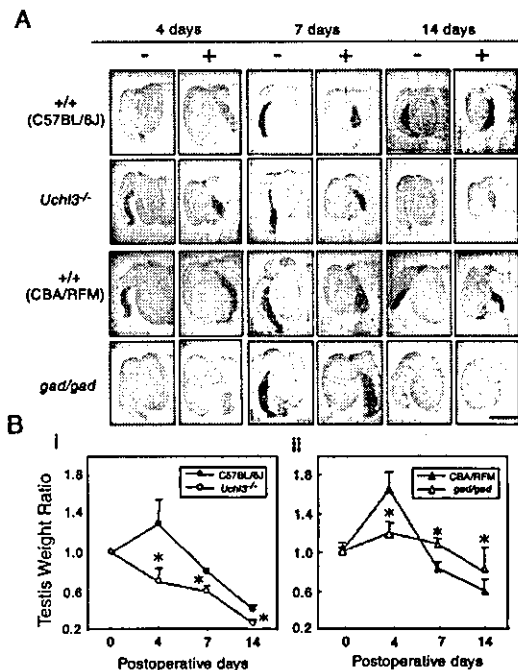 A
4 days 7 days 14 days
- + - + - +
+/+
(C57BL/6J)
Uchl3-/-
+/+
(CBA/RFM)
gad/gad
B
i
ii
Testis Weight Ratio
1.8
1.4
1.0
0.6
0.2
C57BL/6J
Uchl3-/-
*
*
*
0 4 7 14
Postoperative days
1.8
1.4
1.0
0.6
0.2
CBA/RFM
gad/gad
*
*
*
0 4 7 14
Postoperative days